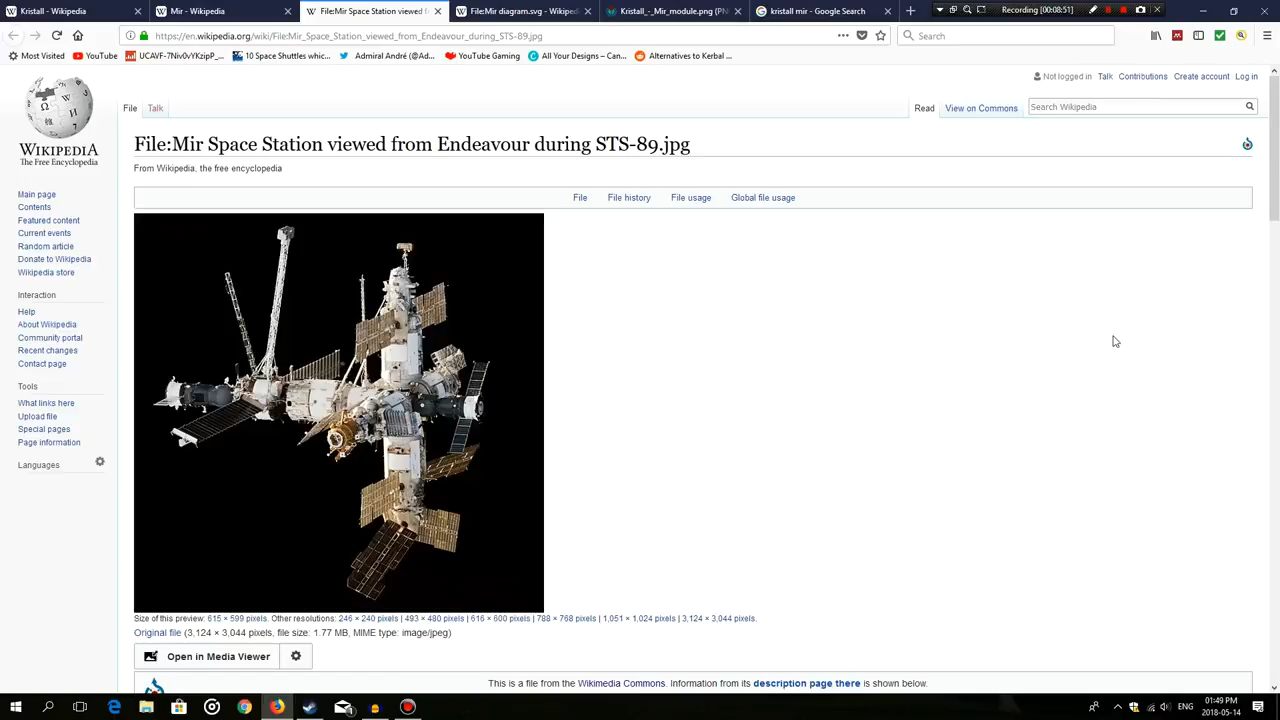 Kristall - Wikipedia
Mir - Wikipedia
File:Mir Space Station viewed f
File:Mir diagram.svg - Wikiped
Kristall_-_Mir_module.png (PN
kristall mir - Google Search
Recording [00:08:51]
https://en.wikipedia.org/wiki/File:Mir_Space_Station_viewed_from_Endeavour_during_STS-89.jpg
Search
Most Visited
YouTube
UCAVF-7Niv0vYKzipP_...
10 Space Shuttles whic...
Admiral André (@Ad...
YouTube Gaming
All Your Designs – Can...
Alternatives to Kerbal ...
Not logged in Talk Contributions Create account Log in
File Talk
Read View on Commons
Search Wikipedia
WIKIPEDIA
The Free Encyclopedia
File:Mir Space Station viewed from Endeavour during STS-89.jpg
From Wikipedia, the free encyclopedia
File File history File usage Global file usage
Main page
Contents
Featured content
Current events
Random article
Donate to Wikipedia
Wikipedia store
Interaction
Help
About Wikipedia
Community portal
Recent changes
Contact page
Tools
What links here
Upload file
Special pages
Page information
Languages
Size of this preview: 615 × 599 pixels. Other resolutions: 246 × 240 pixels | 493 × 480 pixels | 616 × 600 pixels | 788 × 768 pixels | 1,051 × 1,024 pixels | 3,124 × 3,044 pixels.
Original file (3,124 × 3,044 pixels, file size: 1.77 MB, MIME type: image/jpeg)
Open in Media Viewer
This is a file from the Wikimedia Commons. Information from its description page there is shown below.
ENG
01:49 PM
2018-05-14